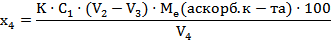 x₄ = K · C₁ · (V₂ − V₃) · Mₑ(аскорб.к − та) · 100 / V₄